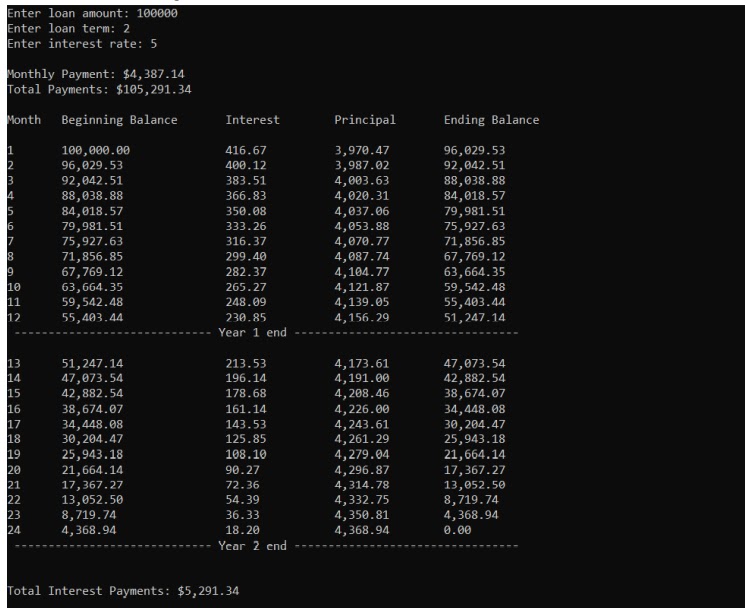 Enter loan amount: 100000
Enter loan term: 2
Enter interest rate: 5
Monthly Payment: $4,387.14
Total Payments: $105,291.34
Month Beginning Balance Interest Principal Ending Balance
1 100,000.00 416.67 3,970.47 96,029.53
2 96,029.53 400.12 3,987.02 92,042.51
3 92,042.51 383.51 4,003.63 88,038.88
4 88,038.88 366.83 4,020.31 84,018.57
5 84,018.57 350.08 4,037.06 79,981.51
6 79,981.51 333.26 4,053.88 75,927.63
7 75,927.63 316.37 4,070.77 71,856.85
8 71,856.85 299.40 4,087.74 67,769.12
9 67,769.12 282.37 4,104.77 63,664.35
10 63,664.35 265.27 4,121.87 59,542.48
11 59,542.48 248.09 4,139.05 55,403.44
12 55,403.44 230.85 4,156.29 51,247.14
---------------------------- Year 1 end --------------------------------
13 51,247.14 213.53 4,173.61 47,073.54
14 47,073.54 196.14 4,191.00 42,882.54
15 42,882.54 178.68 4,208.46 38,674.07
16 38,674.07 161.14 4,226.00 34,448.08
17 34,448.08 143.53 4,243.61 30,204.47
18 30,204.47 125.85 4,261.29 25,943.18
19 25,943.18 108.10 4,279.04 21,664.14
20 21,664.14 90.27 4,296.87 17,367.27
21 17,367.27 72.36 4,314.78 13,052.50
22 13,052.50 54.39 4,332.75 8,719.74
23 8,719.74 36.33 4,350.81 4,368.94
24 4,368.94 18.20 4,368.94 0.00
---------------------------- Year 2 end --------------------------------
Total Interest Payments: $5,291.34